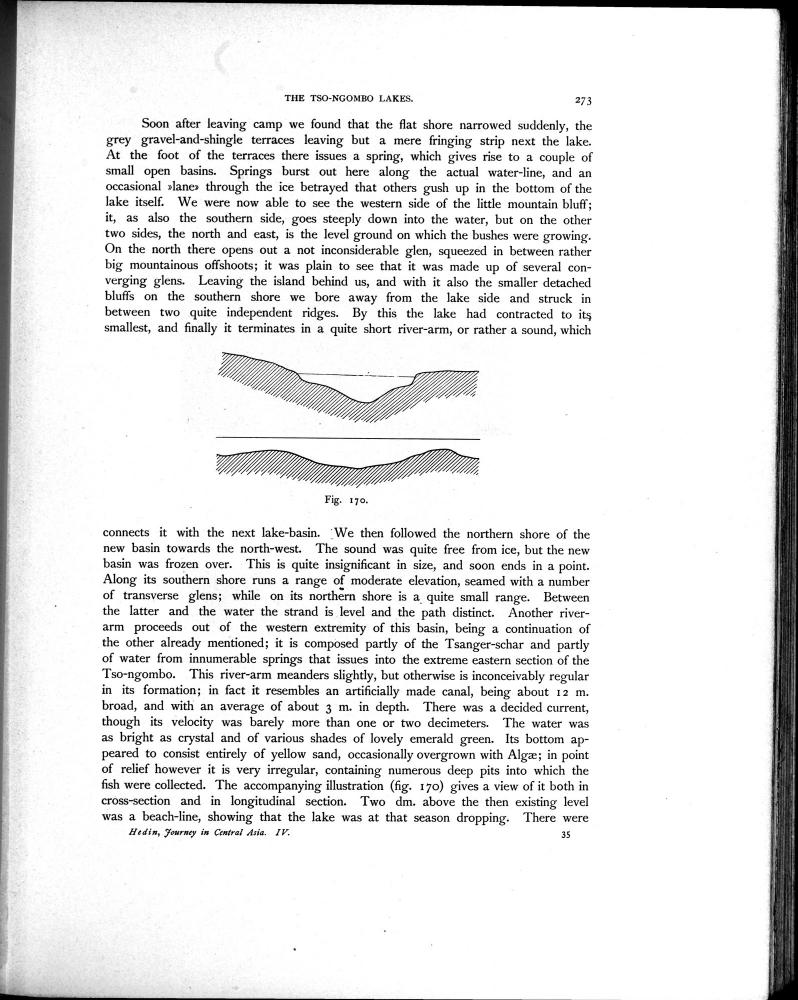 THE TSO-NGOMBO LAKES. 273
Soon after leaving camp we found that the flat shore narrowed suddenly, the
grey gravel-and-shingle terraces leaving but a mere fringing strip next the lake.
At the foot of the terraces there issues a spring, which gives rise to a couple of
small open basins. Springs burst out here along the actual water-line, and an
occasional »lane» through the ice betrayed that others gush up in the bottom of the
lake itself. We were now able to see the western side of the little mountain bluff;
it, as also the southern side, goes steeply down into the water, but on the other
two sides, the north and east, is the level ground on which the bushes were growing.
On the north there opens out a not inconsiderable glen, squeezed in between rather
big mountainous offshoots; it was plain to see that it was made up of several con-
verging glens. Leaving the island behind us, and with it also the smaller detached
bluffs on the southern shore we bore away from the lake side and struck in
between two quite independent ridges. By this the lake had contracted to its
smallest, and finally it terminates in a quite short river-arm, or rather a sound, which
Fig. 170.
connects it with the next lake-basin. We then followed the northern shore of the
new basin towards the north-west. The sound was quite free from ice, but the new
basin was frozen over. This is quite insignificant in size, and soon ends in a point.
Along its southern shore runs a range of moderate elevation, seamed with a number
of transverse glens; while on its northern shore is a quite small range. Between
the latter and the water the strand is level and the path distinct. Another river-
arm proceeds out of the western extremity of this basin, being a continuation of
the other already mentioned; it is composed partly of the Tsanger-schar and partly
of water from innumerable springs that issues into the extreme eastern section of the
Tso-ngombo. This river-arm meanders slightly, but otherwise is inconceivably regular
in its formation; in fact it resembles an artificially made canal, being about 12 m.
broad, and with an average of about 3 m. in depth. There was a decided current,
though its velocity was barely more than one or two decimeters. The water was
as bright as crystal and of various shades of lovely emerald green. Its bottom ap-
peared to consist entirely of yellow sand, occasionally overgrown with Algæ; in point
of relief however it is very irregular, containing numerous deep pits into which the
fish were collected. The accompanying illustration (fig. 170) gives a view of it both in
cross-section and in longitudinal section. Two dm. above the then existing level
was a beach-line, showing that the lake was at that season dropping. There were
Hedin, Journey in Central Asia. IV. 35